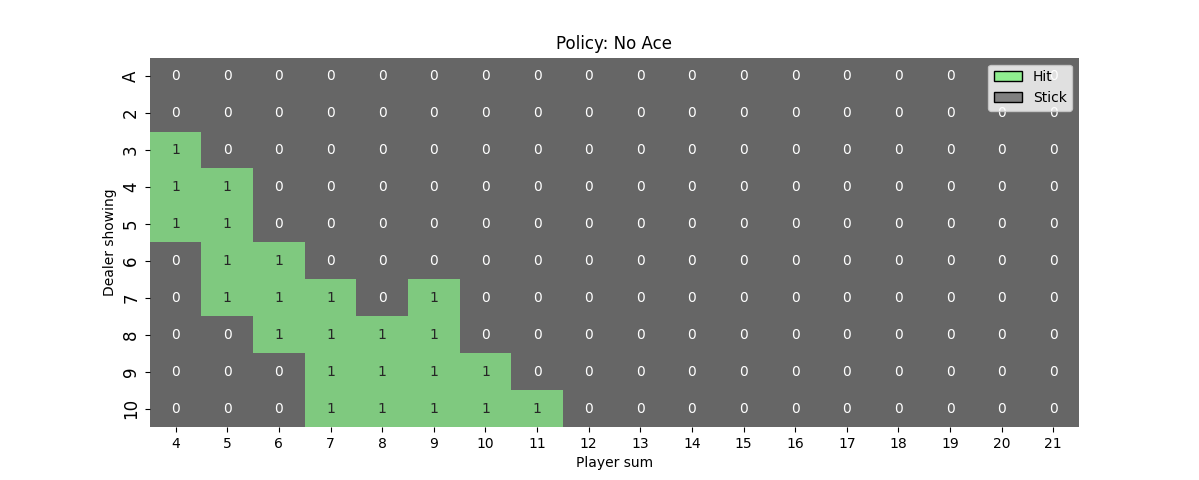 Policy: No Ace
A 0 0 0 0 0 0 0 0 0 0 0 0 0 0 0 0 0 0
Hit
2 0 0 0 0 0 0 0 0 0 0 0 0 0 0 0 0 0 0
Stick
3 1 0 0 0 0 0 0 0 0 0 0 0 0 0 0 0 0 0
4 1 1 0 0 0 0 0 0 0 0 0 0 0 0 0 0 0 0
5 1 1 0 0 0 0 0 0 0 0 0 0 0 0 0 0 0 0
6 0 1 1 0 0 0 0 0 0 0 0 0 0 0 0 0 0 0
7 0 1 1 1 0 1 0 0 0 0 0 0 0 0 0 0 0 0
8 0 0 1 1 1 1 0 0 0 0 0 0 0 0 0 0 0 0
9 0 0 0 1 1 1 1 0 0 0 0 0 0 0 0 0 0 0
10 0 0 0 1 1 1 1 1 0 0 0 0 0 0 0 0 0 0
4 5 6 7 8 9 10 11 12 13 14 15 16 17 18 19 20 21
Player sum
Dealer showing